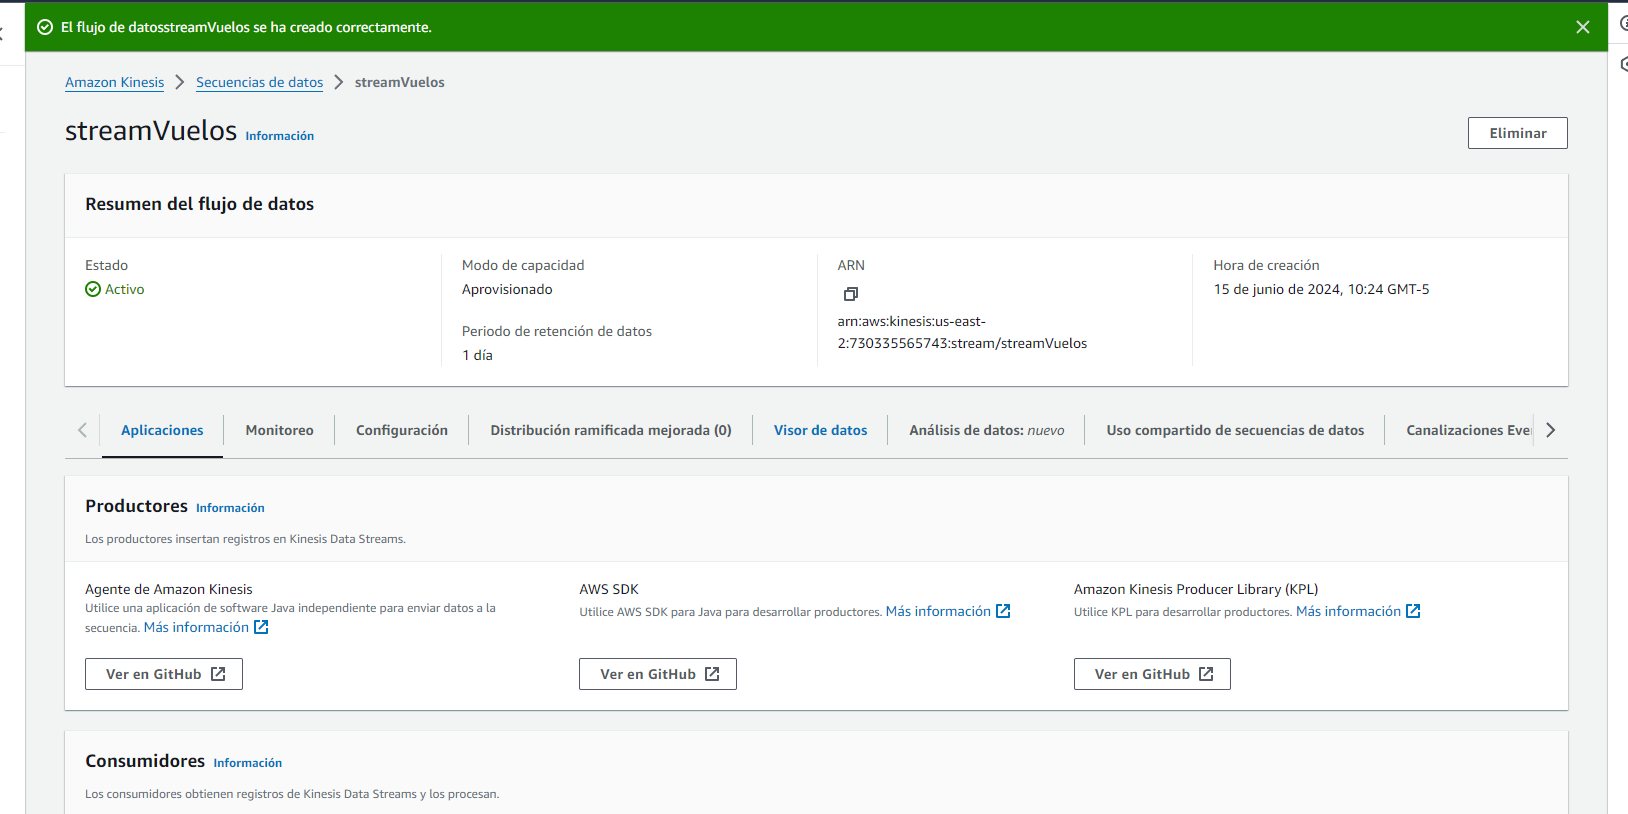 El flujo de datosstreamVuelos se ha creado correctamente.
Amazon Kinesis
Secuencias de datos
streamVuelos
streamVuelos Información
Eliminar
Resumen del flujo de datos
Estado
Activo
Modo de capacidad
Aprovisionado
Periodo de retención de datos
1 día
ARN
arn:aws:kinesis:us-east-
2:730335565743:stream/streamVuelos
Hora de creación
15 de junio de 2024, 10:24 GMT-5
Aplicaciones
Monitoreo
Configuración
Distribución ramificada mejorada (0)
Visor de datos
Análisis de datos: nuevo
Uso compartido de secuencias de datos
Canalizaciones Eve
Productores Información
Los productores insertan registros en Kinesis Data Streams.
Agente de Amazon Kinesis
Utilice una aplicación de software Java independiente para enviar datos a la
secuencia. Más información
Ver en GitHub
AWS SDK
Utilice AWS SDK para Java para desarrollar productores. Más información
Ver en GitHub
Amazon Kinesis Producer Library (KPL)
Utilice KPL para desarrollar productores. Más información
Ver en GitHub
Consumidores Información
Los consumidores obtienen registros de Kinesis Data Streams y los procesan.